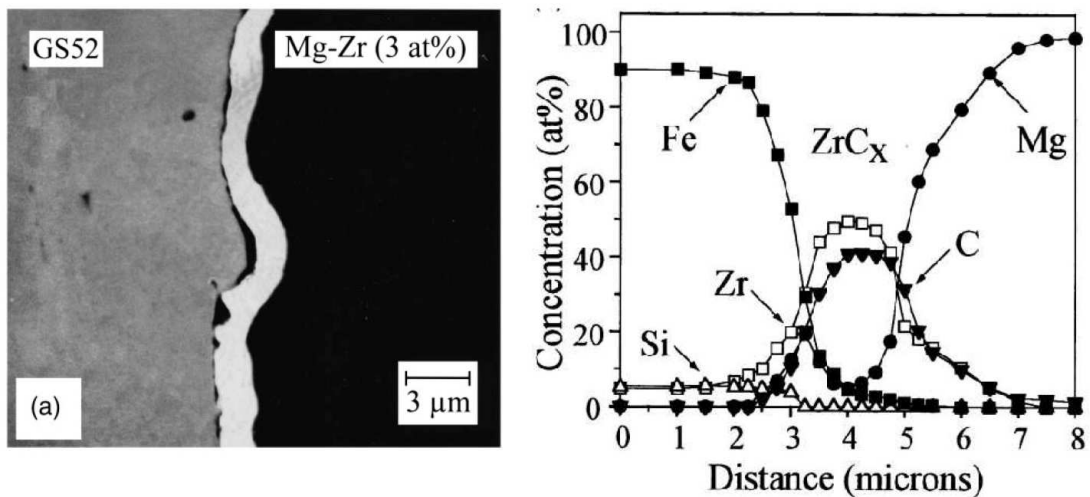 GS52
Mg-Zr (3 at%)
(a)
3 µm
Concentration (at%)
100
80
60
40
20
0
Fe
ZrCX
Mg
Zr
C
Si
0 1 2 3 4 5 6 7 8
Distance (microns)